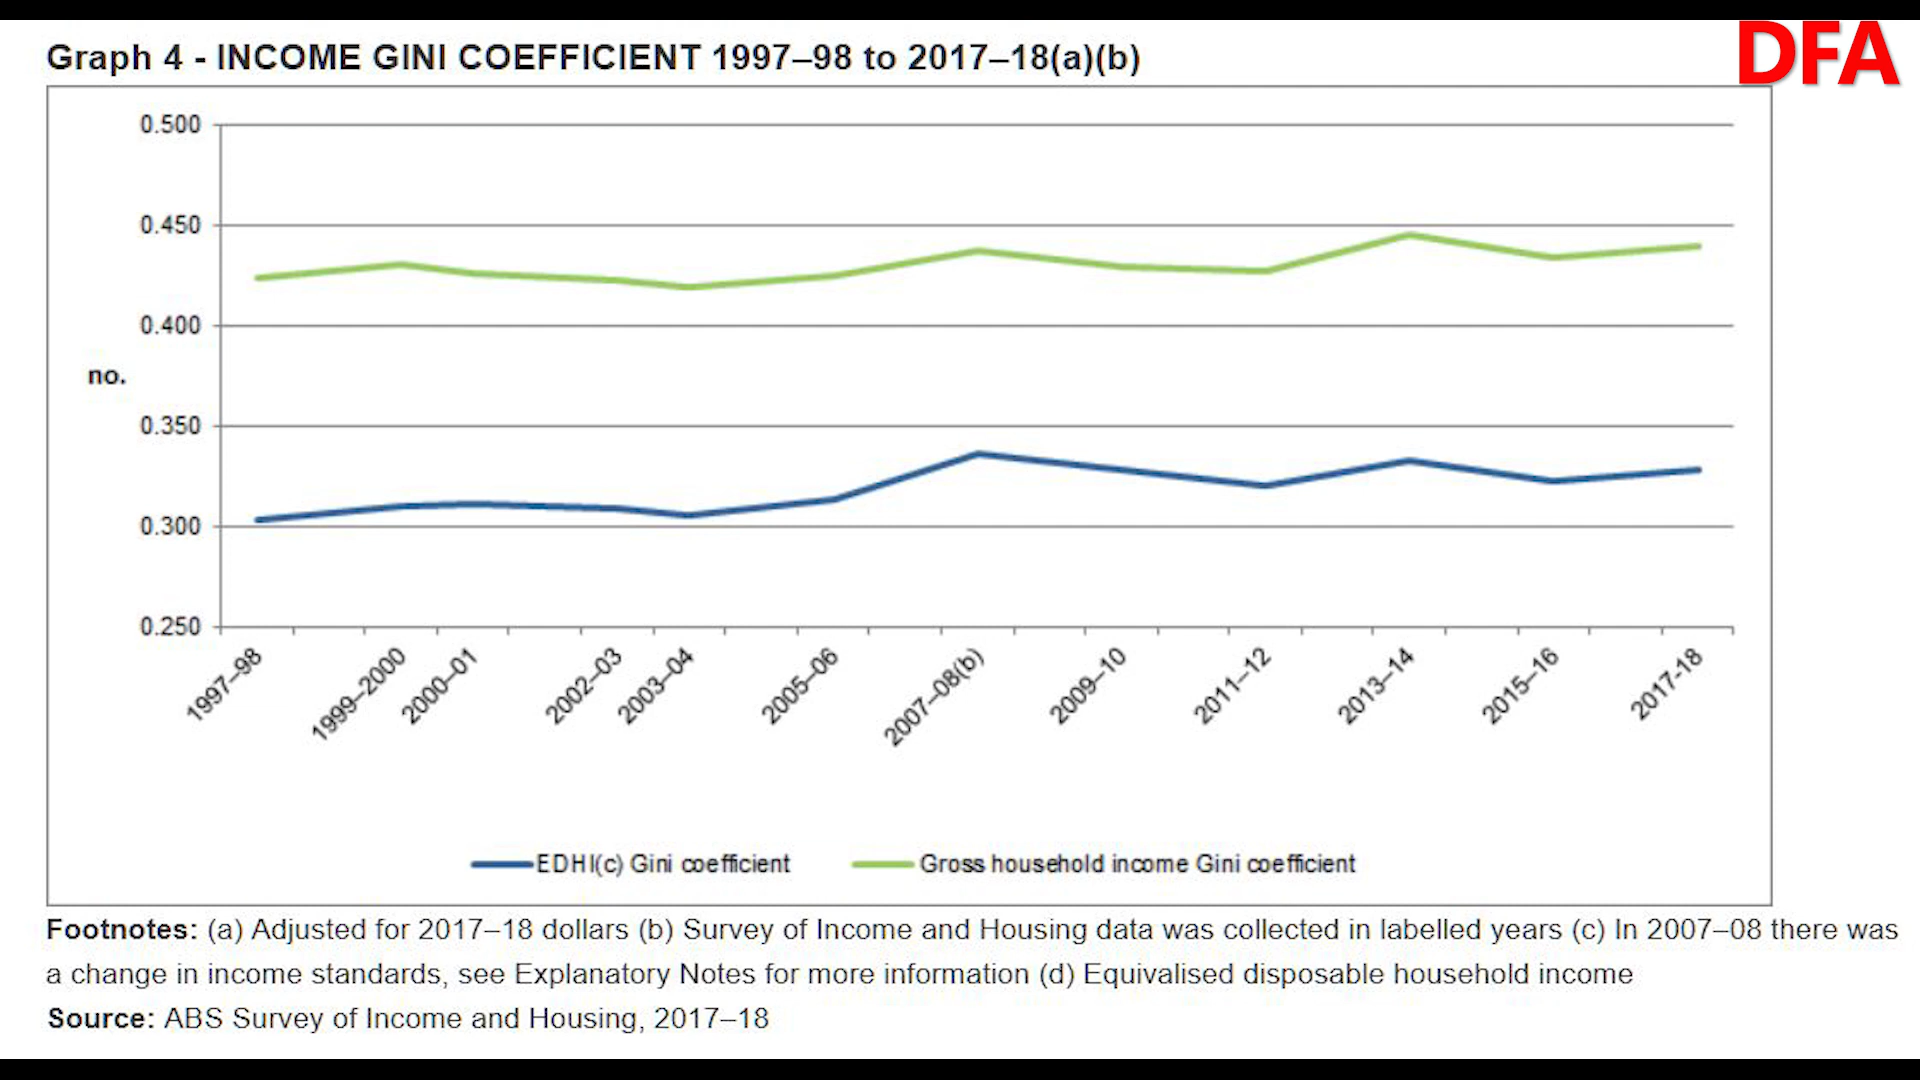 DFA
Graph 4 - INCOME GINI COEFFICIENT 1997–98 to 2017–18(a)(b)
0.500
0.450
0.400
no.
0.350
0.300
0.250
1997–98
1999–2000
2000–01
2002–03
2003–04
2005–06
2007–08(b)
2009–10
2011–12
2013–14
2015–16
2017-18
EDHI(c) Gini coefficient
Gross household income Gini coefficient
Footnotes: (a) Adjusted for 2017–18 dollars (b) Survey of Income and Housing data was collected in labelled years (c) In 2007–08 there was
a change in income standards, see Explanatory Notes for more information (d) Equivalised disposable household income
Source: ABS Survey of Income and Housing, 2017–18